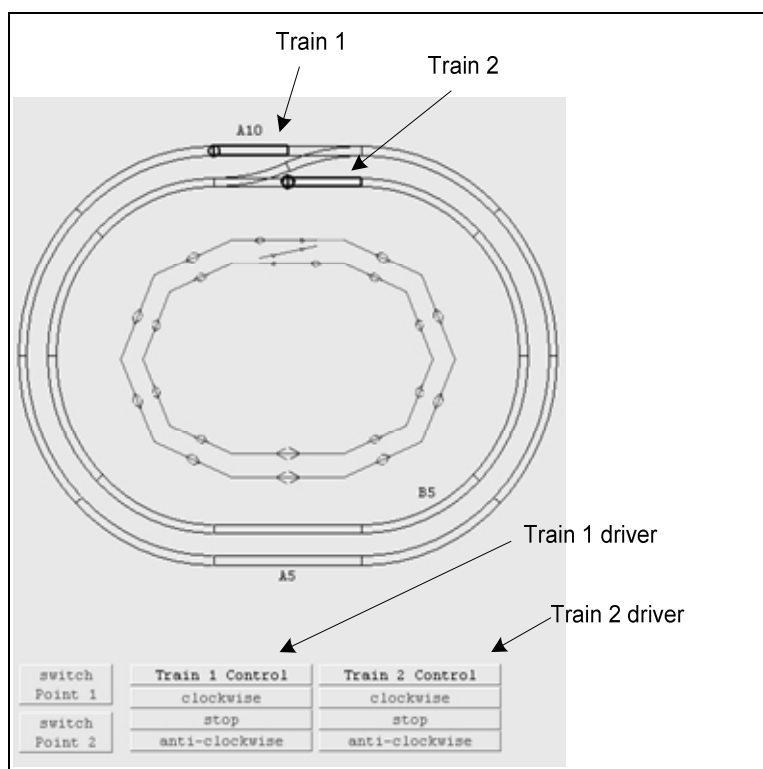 Train 1
Train 2
A10
B5
Train 1 driver
A5
Train 2 driver
switch
Point 1
Train 1 Control
Train 2 Control
clockwise
clockwise
switch
Point 2
stop
stop
anti-clockwise
anti-clockwise